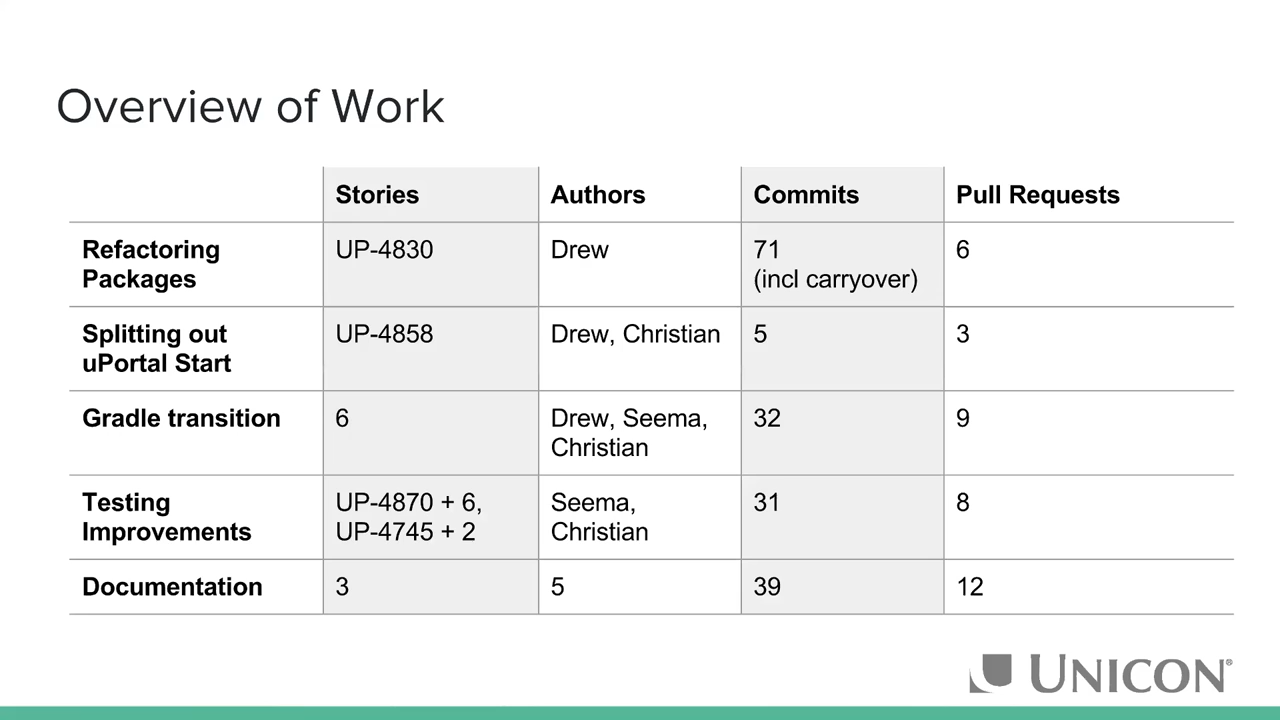 Overview of Work
Stories Authors Commits Pull Requests
Refactoring Packages UP-4830 Drew 71 (incl carryover) 6
Splitting out uPortal Start UP-4858 Drew, Christian 5 3
Gradle transition 6 Drew, Seema, Christian 32 9
Testing Improvements UP-4870 + 6, UP-4745 + 2 Seema, Christian 31 8
Documentation 3 5 39 12
UNICON®